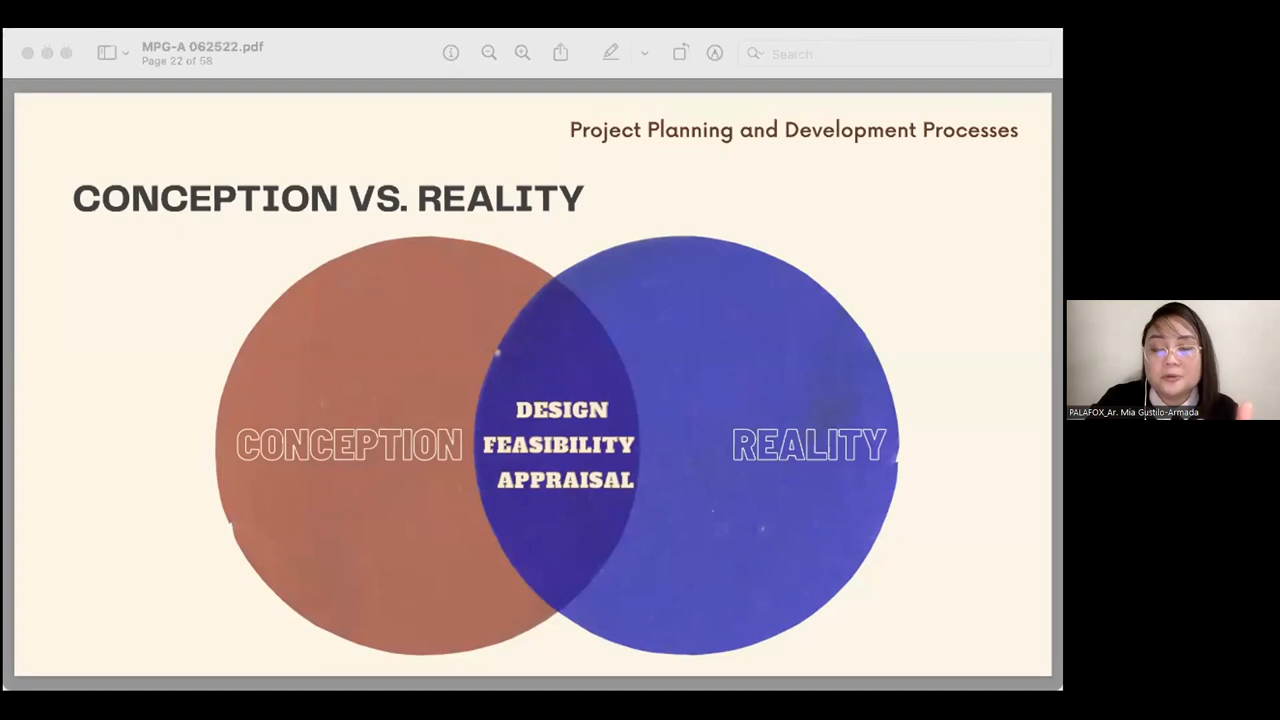 MPG-A 062522.pdf
Page 22 of 58
Search
Project Planning and Development Processes
CONCEPTION VS. REALITY
DESIGN
CONCEPTION
FEASIBILITY
REALITY
APPRAISAL
PALAFOX_Ar. Mia Gustilo-Armada